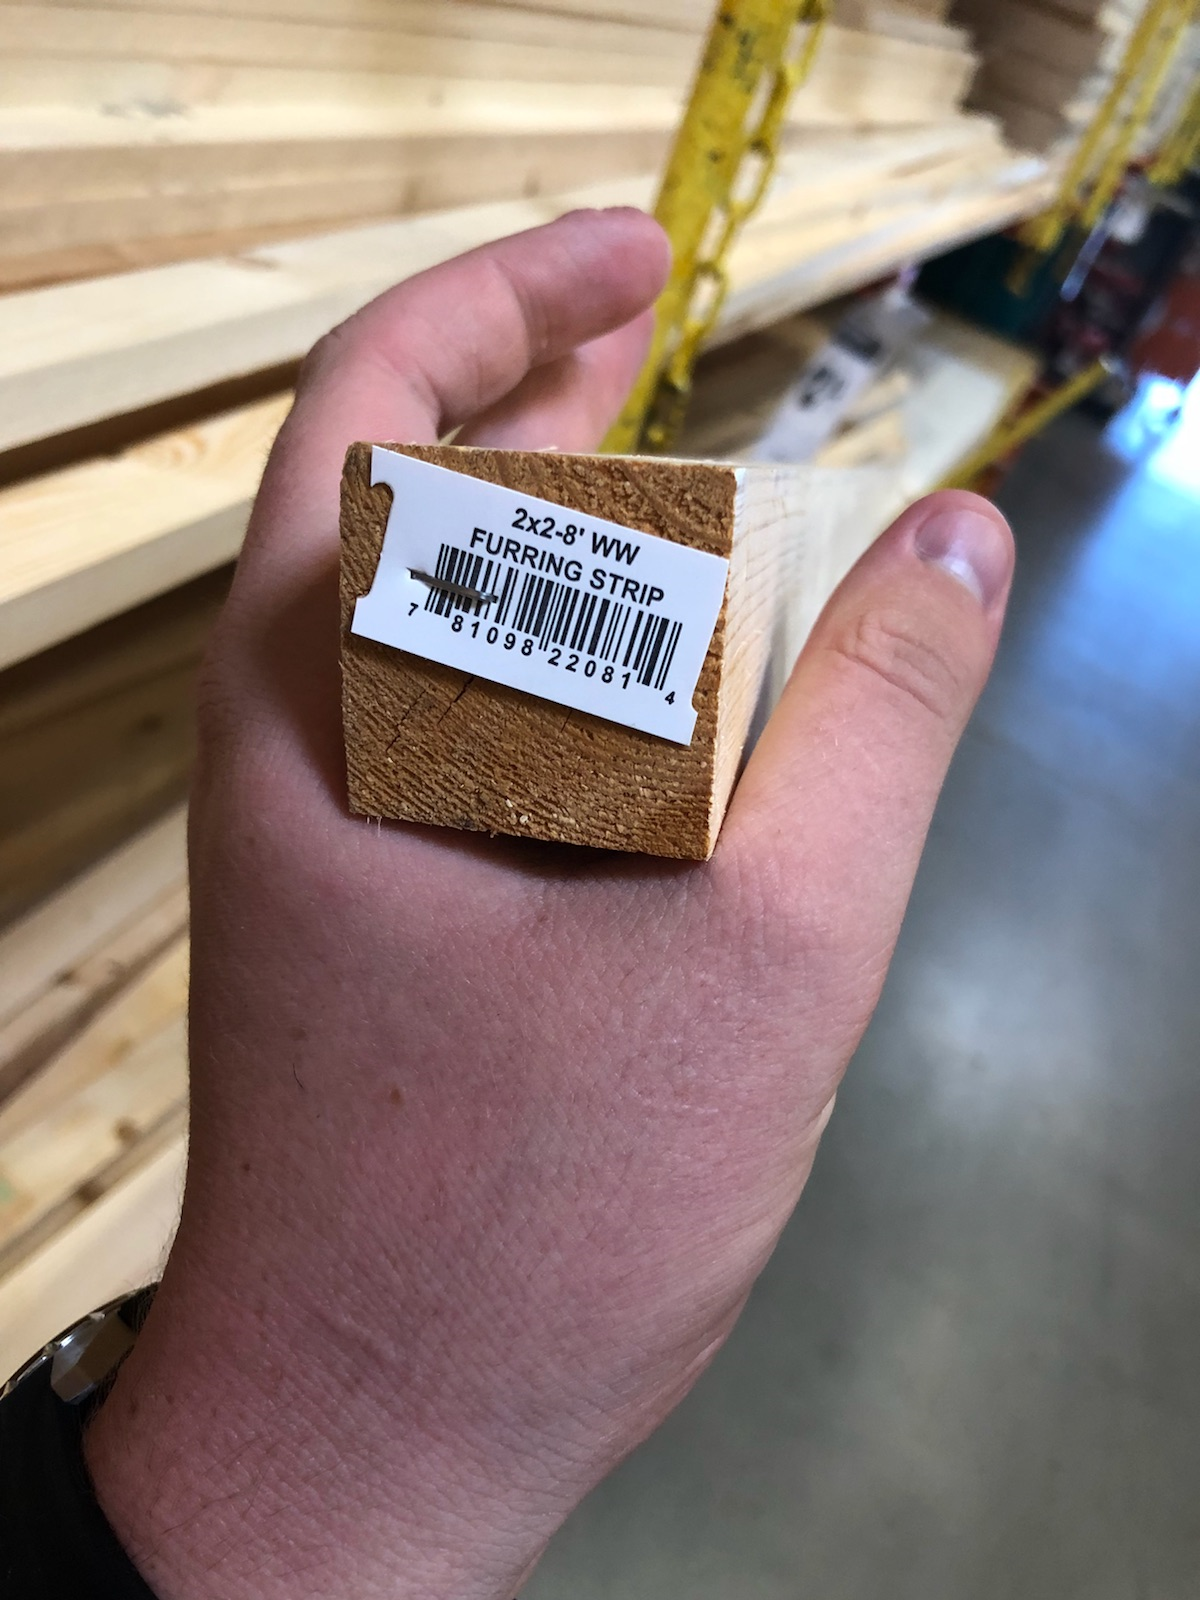 2x2-8' WW
FURRING STRIP
7 81098 22081 4